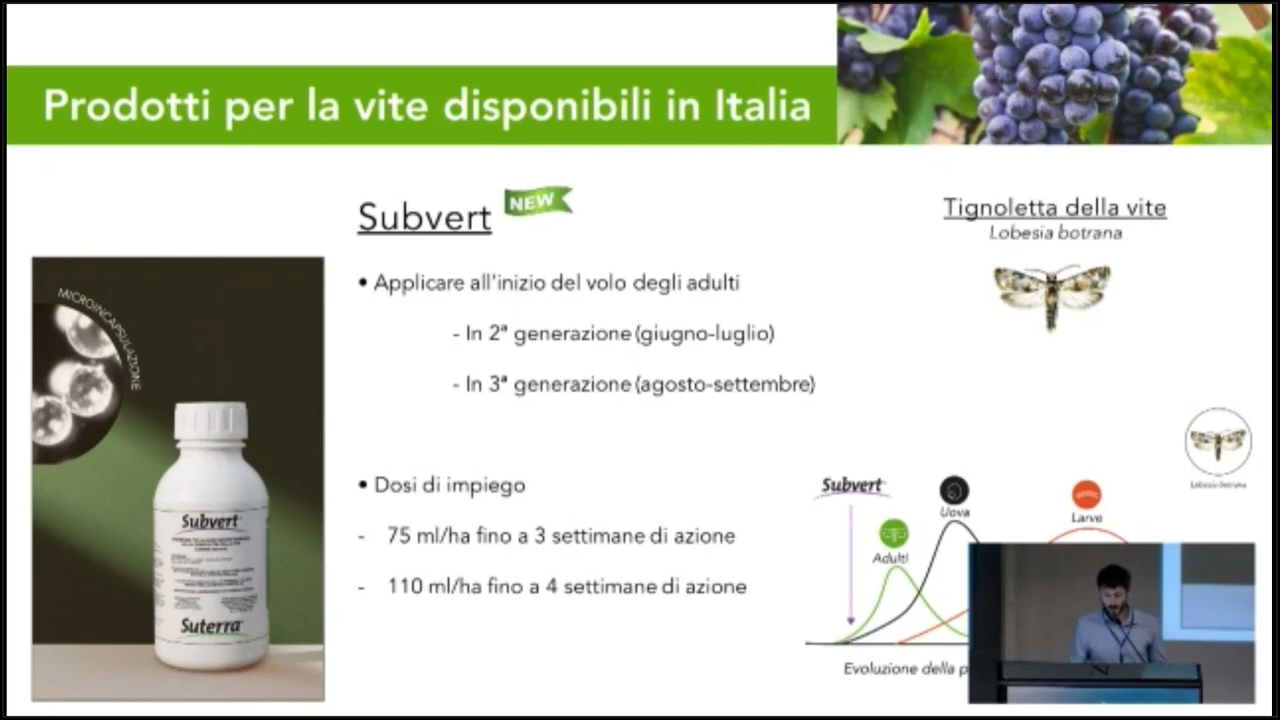 Prodotti per la vite disponibili in Italia
Subvert
NEW
Tignoletta della vite
Lobesia botrana
• Applicare all'inizio del volo degli adulti
- In 2ª generazione (giugno-luglio)
- In 3ª generazione (agosto-settembre)
MICROINCAPSULAZIONE
• Dosi di impiego
- 75 ml/ha fino a 3 settimane di azione
- 110 ml/ha fino a 4 settimane di azione
Subvert
Suterra
Lobesia botrana
Subvert
Uova
Larve
Adulti
Evoluzione della p